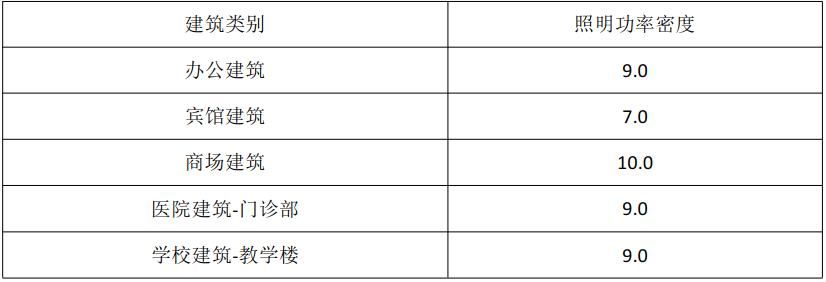 建筑类别 照明功率密度
办公建筑 9.0
宾馆建筑 7.0
商场建筑 10.0
医院建筑-门诊部 9.0
学校建筑-教学楼 9.0